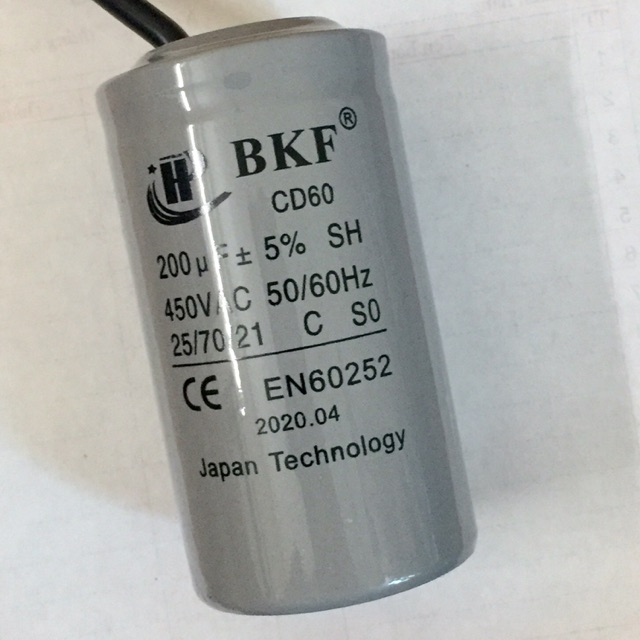 BKF®
H
CD60
200μF± 5% SH
450VAC 50/60Hz
25/70/21 C S0
CE EN60252
2020.04
Japan Technology